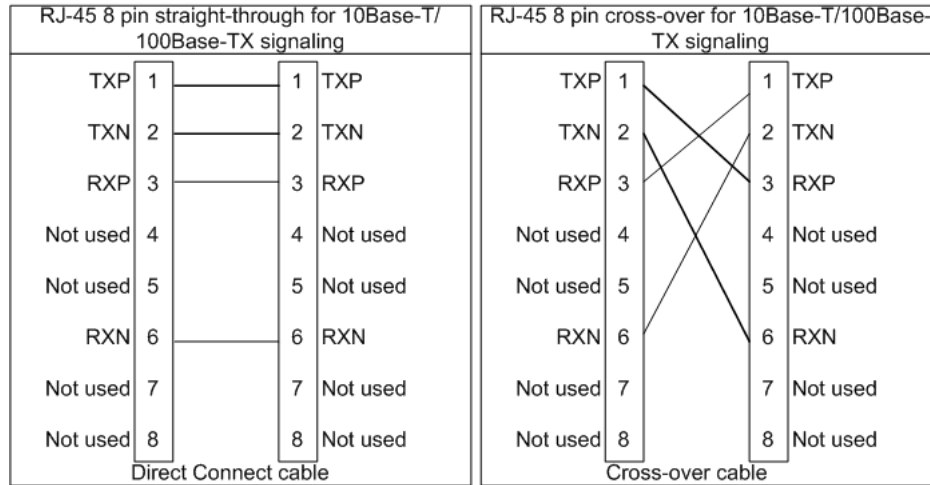 RJ-45 8 pin straight-through for 10Base-T/
100Base-TX signaling
TXP 1 1 TXP
TXN 2 2 TXN
RXP 3 3 RXP
Not used 4 4 Not used
Not used 5 5 Not used
RXN 6 6 RXN
Not used 7 7 Not used
Not used 8 8 Not used
Direct Connect cable
RJ-45 8 pin cross-over for 10Base-T/100Base-
TX signaling
TXP 1 1 TXP
TXN 2 2 TXN
RXP 3 3 RXP
Not used 4 4 Not used
Not used 5 5 Not used
RXN 6 6 RXN
Not used 7 7 Not used
Not used 8 8 Not used
Cross-over cable